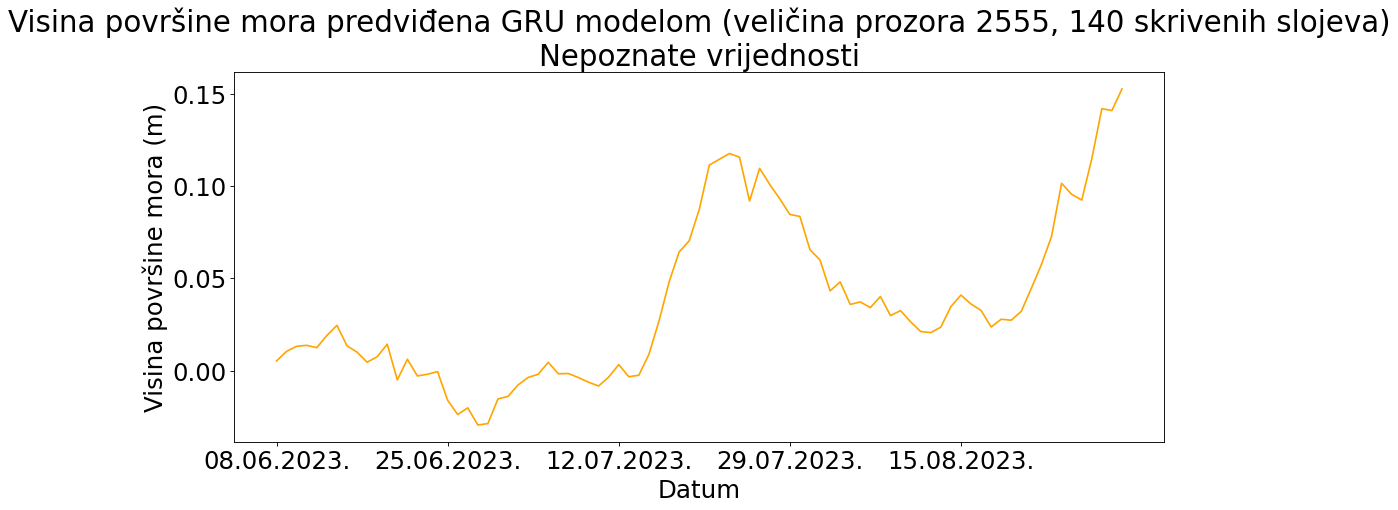 Visina površine mora predviđena GRU modelom (veličina prozora 2555, 140 skrivenih slojeva)
Nepoznate vrijednosti
Visina površine mora (m)
0.15
0.10
0.05
0.00
08.06.2023.
25.06.2023.
12.07.2023.
29.07.2023.
15.08.2023.
Datum